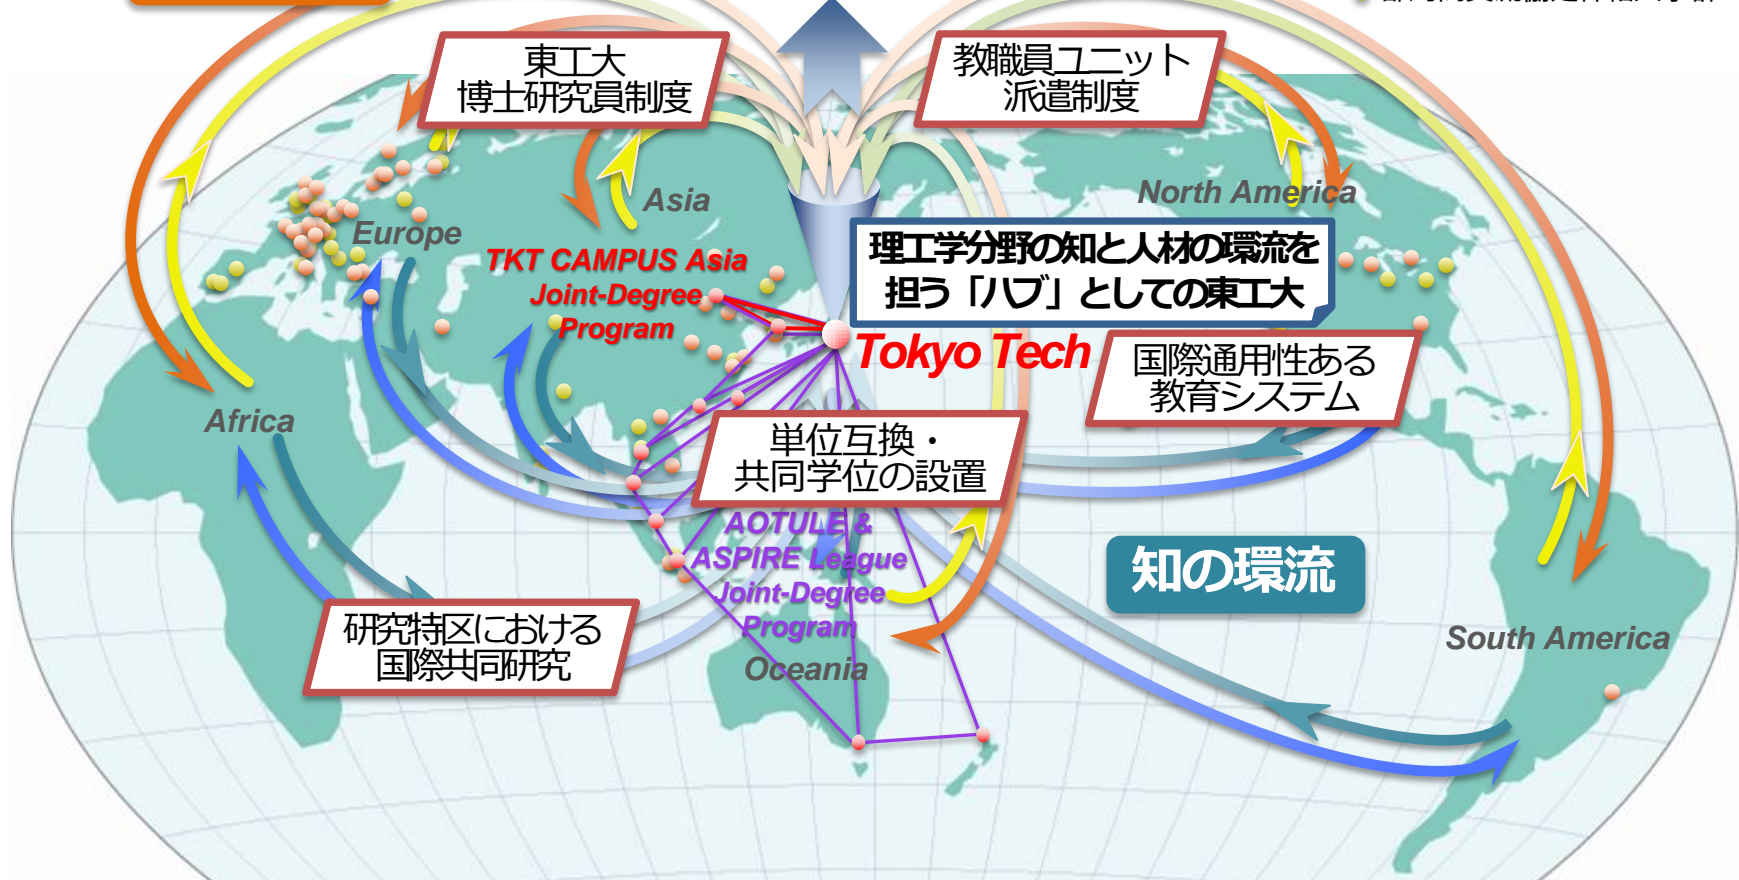 東工大
博士研究員制度
教職員ユニット
派遣制度
Asia
North America
Europe
理工学分野の知と人材の環流を
担う「ハブ」としての東工大
TKT CAMPUS Asia
Joint-Degree
Program
Tokyo Tech
国際通用性ある
教育システム
Africa
単位互換・
共同学位の設置
AOTULE &
ASPIRE League
Joint-Degree
Program
知の環流
研究特区における
国際共同研究
Oceania
South America